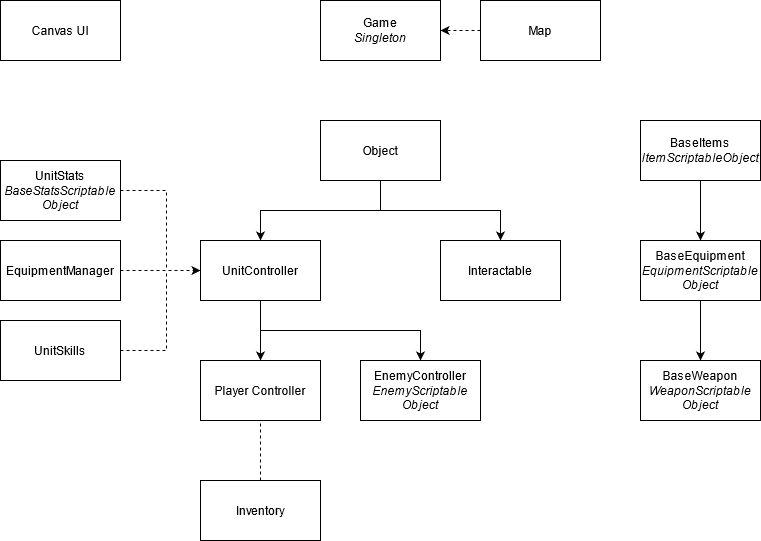 Canvas UI
Game
Singleton
Map
Object
BaseItems
ItemScriptableObject
UnitStats
BaseStatsScriptable
Object
EquipmentManager
UnitController
Interactable
BaseEquipment
EquipmentScriptable
Object
UnitSkills
Player Controller
EnemyController
EnemyScriptable
Object
BaseWeapon
WeaponScriptable
Object
Inventory